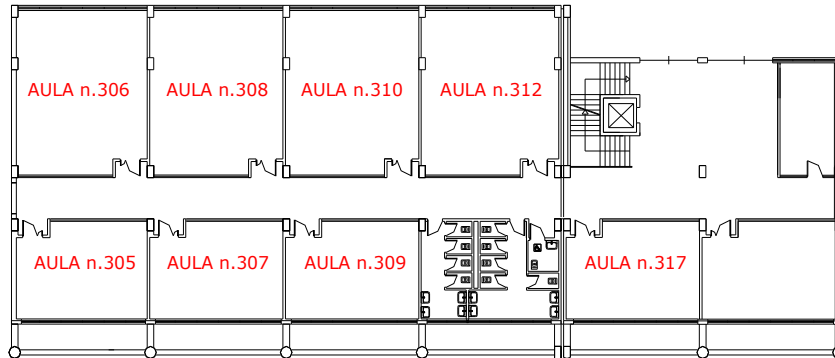 AULA n.306
AULA n.308
AULA n.310
AULA n.312
AULA n.305
AULA n.307
AULA n.309
AULA n.317